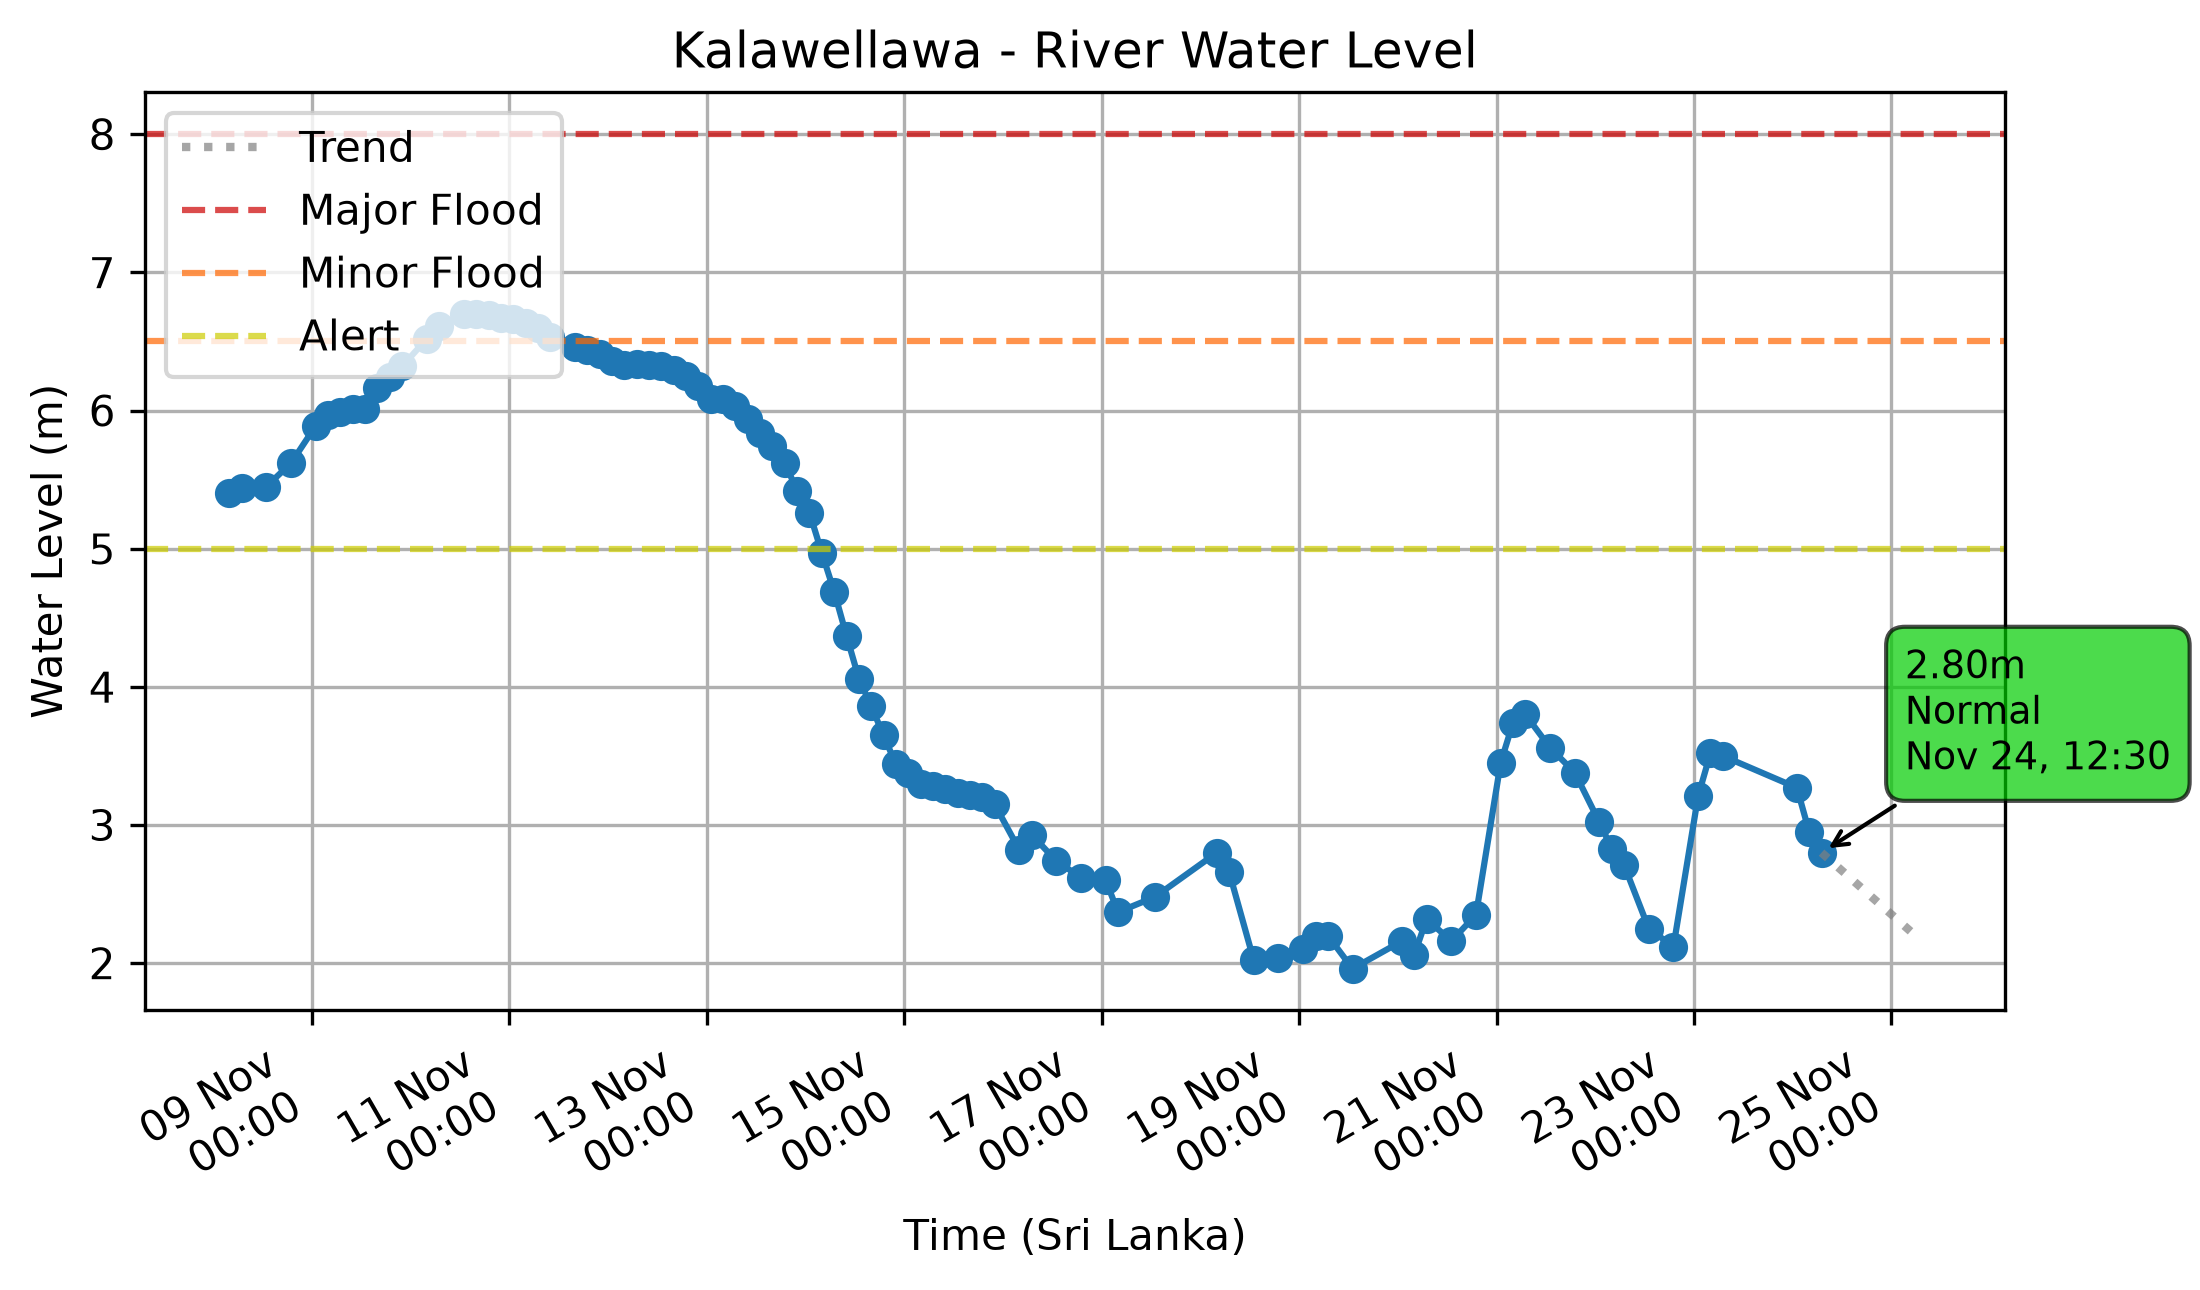 Kalawellawa - River Water Level
Trend
Major Flood
Minor Flood
Alert
8
7
6
5
4
3
2
Water Level (m)
2.80m
Normal
Nov 24, 12:30
09 Nov
00:00
11 Nov
00:00
13 Nov
00:00
15 Nov
00:00
17 Nov
00:00
19 Nov
00:00
21 Nov
00:00
23 Nov
00:00
25 Nov
00:00
Time (Sri Lanka)